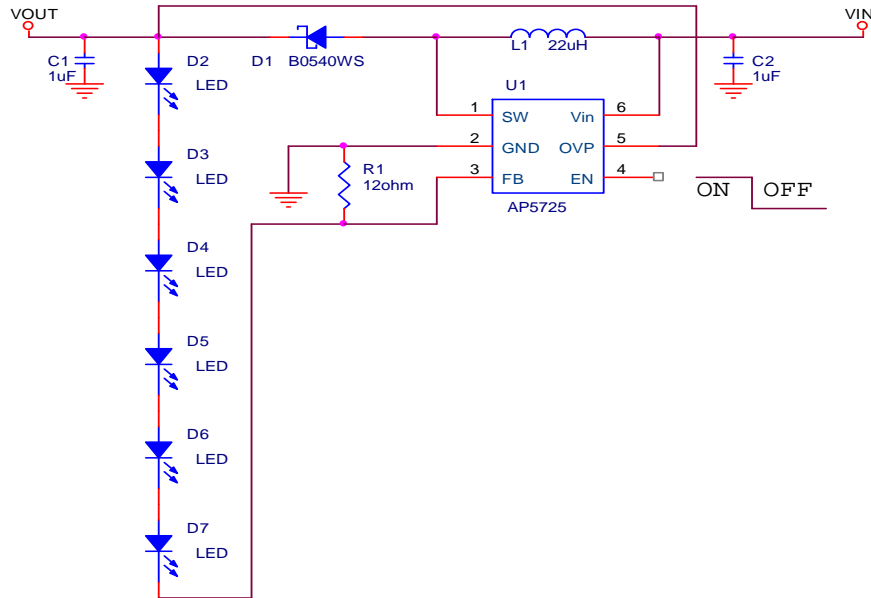 VOUT
VIN
C1
1uF
D2
LED
D1
B0540WS
L1
22uH
C2
1uF
U1
1
SW
Vin
6
2
GND
OVP
5
3
FB
EN
4
AP5725
R1
12ohm
ON
OFF
D3
LED
D4
LED
D5
LED
D6
LED
D7
LED